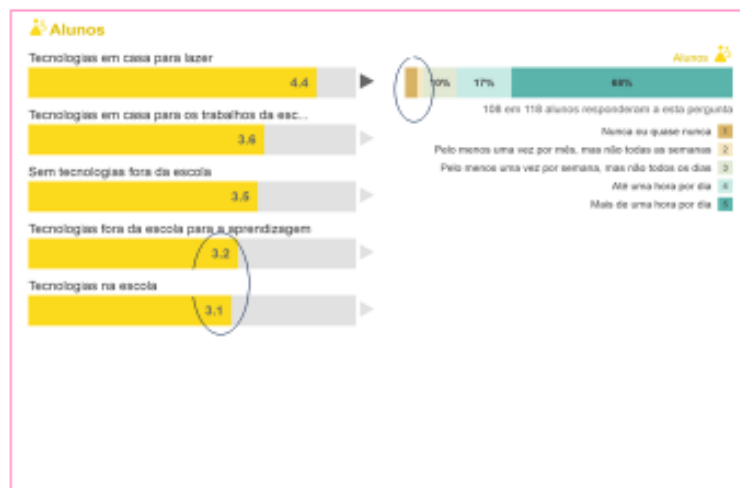 Alunos
Tecnologias em casa para lazer
4.4
Tecnologias em casa para os trabalhos da esc...
3.6
Sem tecnologias fora da escola
3.5
Tecnologias fora da escola para a aprendizagem
3.2
Tecnologias na escola
3.1
Alunos
10% 17% 68%
108 em 118 alunos responderam a esta pergunta
Nunca ou quase nunca 1
Pelo menos uma vez por mês, mas não todas as semanas 2
Pelo menos uma vez por semana, mas não todos os dias 3
Até uma hora por dia 4
Mais de uma hora por dia 5